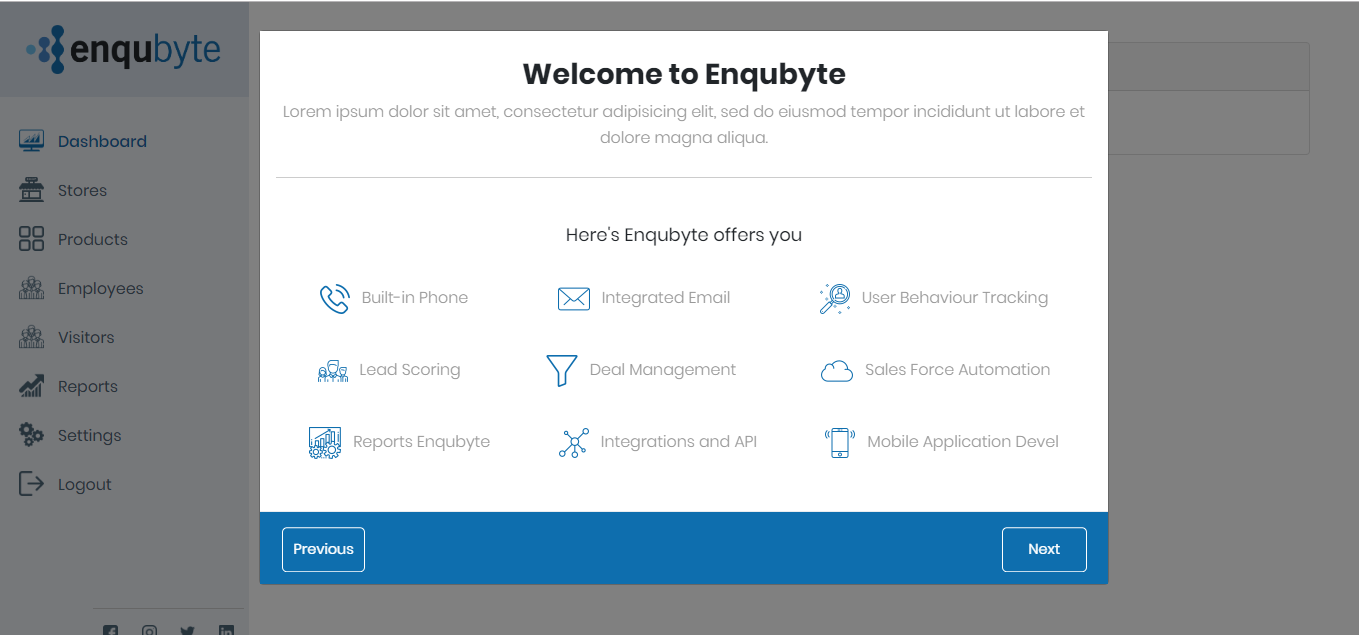 enqubyte
Dashboard
Stores
Products
Employees
Visitors
Reports
Settings
Logout
Welcome to Enqubyte
Lorem ipsum dolor sit amet, consectetur adipisicing elit, sed do eiusmod tempor incididunt ut labore et
dolore magna aliqua.
Here's Enqubyte offers you
Built-in Phone
Integrated Email
User Behaviour Tracking
Lead Scoring
Deal Management
Sales Force Automation
Reports Enqubyte
Integrations and API
Mobile Application Devel
Previous
Next